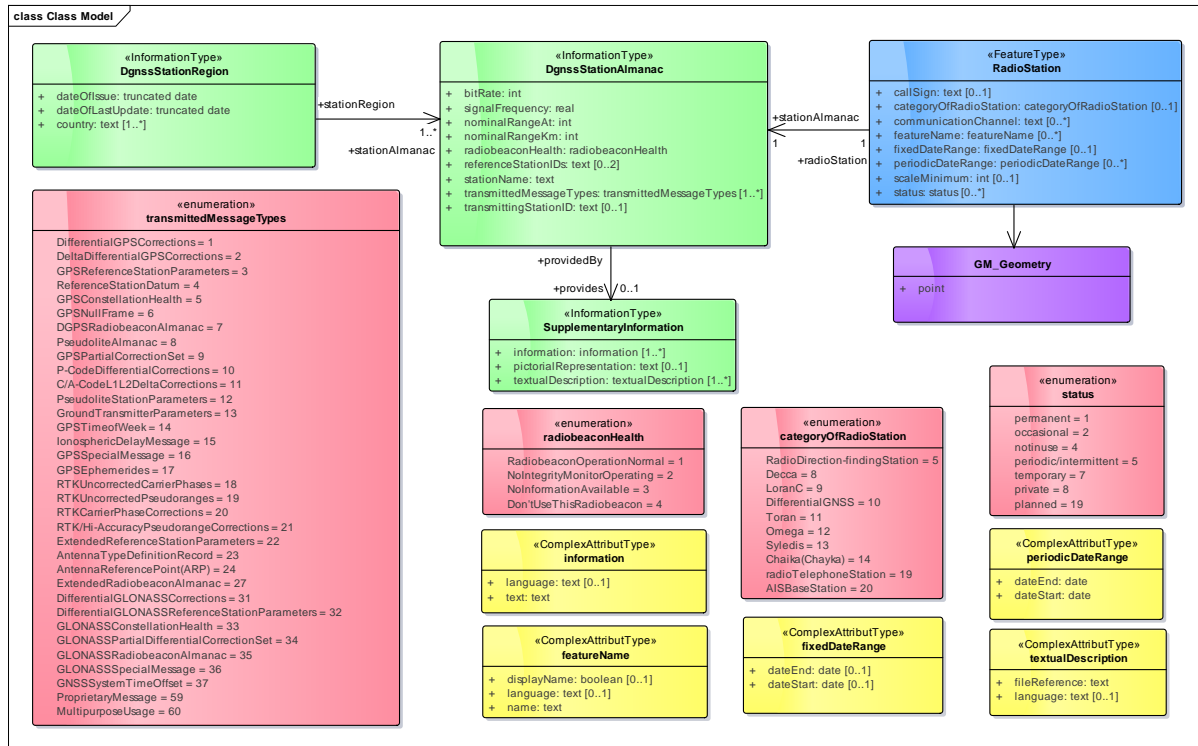 class Class Model
«InformationType»
DgnssStationRegion
+ dateOfIssue: truncated date
+ dateOfLastUpdate: truncated date
+ country: text [1..*]
+stationRegion
1..*
+stationAlmanac
«InformationType»
DgnssStationAlmanac
+ bitRate: int
+ signalFrequency: real
+ nominalRangeAt: int
+ nominalRangeKm: int
+ radiobeaconHealth: radiobeaconHealth
+ referenceStationIDs: text [0..2]
+ stationName: text
+ transmittedMessageTypes: transmittedMessageTypes [1..*]
+ transmittingStationID: text [0..1]
+stationAlmanac
1
1
+radioStation
«FeatureType»
RadioStation
+ callSign: text [0..1]
+ categoryOfRadioStation: categoryOfRadioStation [0..1]
+ communicationChannel: text [0..*]
+ featureName: featureName [0..*]
+ fixedDateRange: fixedDateRange [0..1]
+ periodicDateRange: periodicDateRange [0..*]
+ scaleMinimum: int [0..1]
+ status: status [0..*]
GM_Geometry
+ point
+providedBy
+provides
0..1
«InformationType»
SupplementaryInformation
+ information: information [1..*]
+ pictorialRepresentation: text [0..1]
+ textualDescription: textualDescription [1..*]
«enumeration»
transmittedMessageTypes
DifferentialGPSCorrections = 1
DeltaDifferentialGPSCorrections = 2
GPSReferenceStationParameters = 3
ReferenceStationDatum = 4
GPSConstellationHealth = 5
GPSNullFrame = 6
DGPSRadiobeaconAlmanac = 7
PseudoliteAlmanac = 8
GPSPartialCorrectionSet = 9
P-CodeDifferentialCorrections = 10
C/A-CodeL1L2DeltaCorrections = 11
PseudoliteStationParameters = 12
GroundTransmitterParameters = 13
GPSTimeofWeek = 14
IonosphericDelayMessage = 15
GPSSpecialMessage = 16
GPSEphemerides = 17
RTKUncorrectedCarrierPhases = 18
RTKUncorrectedPseudoranges = 19
RTKCarrierPhaseCorrections = 20
RTK/Hi-AccuracyPseudorangeCorrections = 21
ExtendedReferenceStationParameters = 22
AntennaTypeDefinitionRecord = 23
AntennaReferencePoint(ARP) = 24
ExtendedRadiobeaconAlmanac = 27
DifferentialGLONASSCorrections = 31
DifferentialGLONASSReferenceStationParameters = 32
GLONASSConstellationHealth = 33
GLONASSPartialDifferentialCorrectionSet = 34
GLONASSRadiobeaconAlmanac = 35
GLONASSSpecialMessage = 36
GNSSSystemTimeOffset = 37
ProprietaryMessage = 59
MultipurposeUsage = 60
«enumeration»
radiobeaconHealth
RadiobeaconOperationNormal = 1
NoIntegrityMonitorOperating = 2
NoInformationAvailable = 3
Don'tUseThisRadiobeacon = 4
«ComplexAttributType»
information
+ language: text [0..1]
+ text: text
«ComplexAttributType»
featureName
+ displayName: boolean [0..1]
+ language: text [0..1]
+ name: text
«enumeration»
categoryOfRadioStation
RadioDirection-findingStation = 5
Decca = 8
LoranC = 9
DifferentialGNSS = 10
Toran = 11
Omega = 12
Syledis = 13
Chaika(Chayka) = 14
radioTelephoneStation = 19
AISBaseStation = 20
«ComplexAttributType»
fixedDateRange
+ dateEnd: date [0..1]
+ dateStart: date [0..1]
«enumeration»
status
permanent = 1
occasional = 2
notinuse = 4
periodic/intermittent = 5
temporary = 7
private = 8
planned = 19
«ComplexAttributType»
periodicDateRange
+ dateEnd: date
+ dateStart: date
«ComplexAttributType»
textualDescription
+ fileReference: text
+ language: text [0..1]